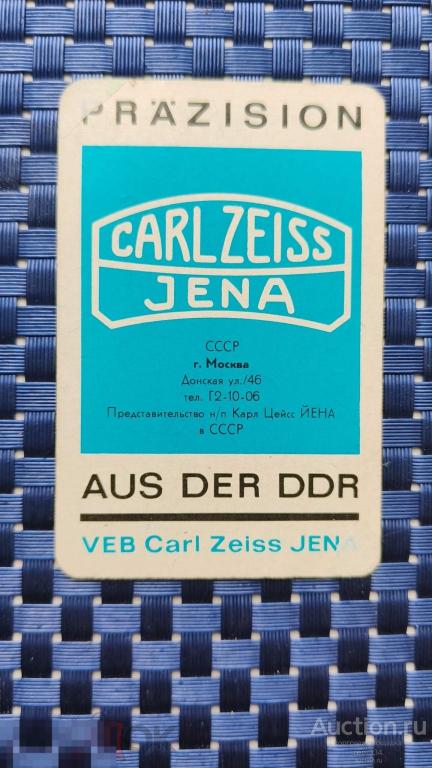 PRÄZISION
CARL ZEISS
JENA
СССР
г. Москва
Донская ул./46
тел. Г2-10-06
Представительство н/п Карл Цейсс ЙЕНА
в СССР
AUS DER DDR
VEB Carl Zeiss JENA
Auction.ru